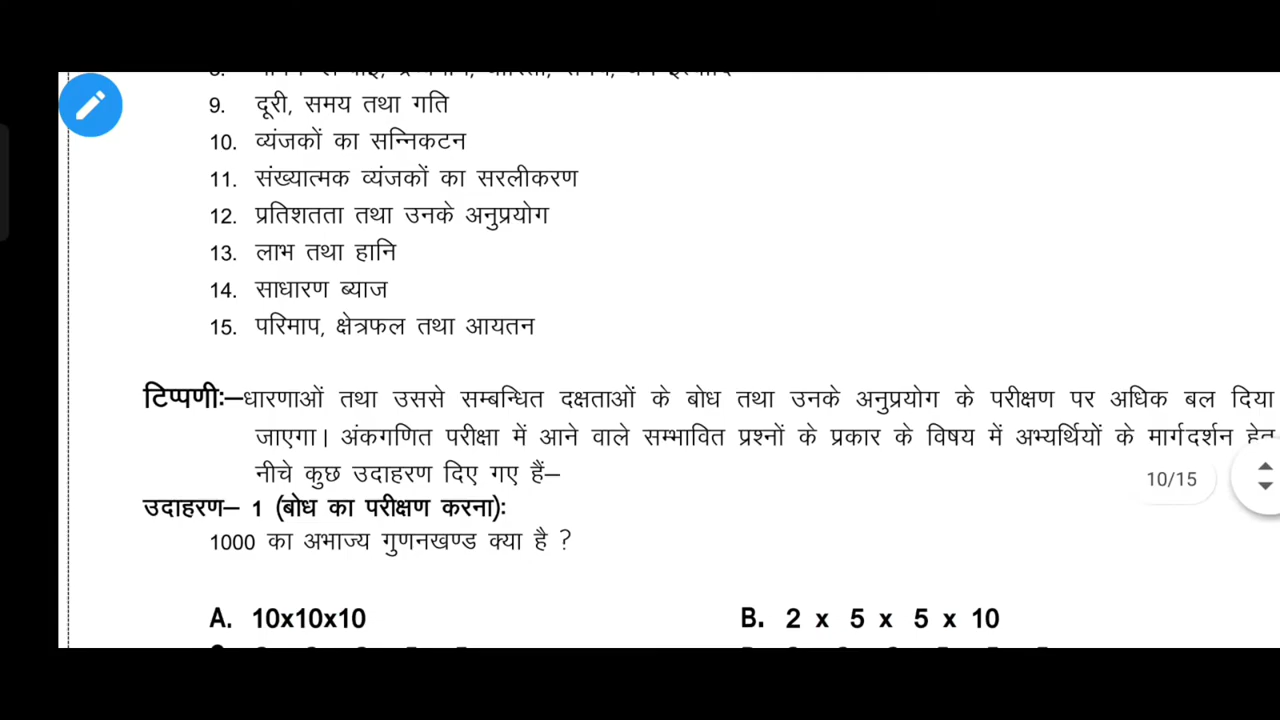 9. दूरी, समय तथा गति
10. व्यंजकों का सन्निकटन
11. संख्यात्मक व्यंजकों का सरलीकरण
12. प्रतिशतता तथा उनके अनुप्रयोग
13. लाभ तथा हानि
14. साधारण ब्याज
15. परिमाप, क्षेत्रफल तथा आयतन
टिप्पणी:–धारणाओं तथा उससे सम्बन्धित दक्षताओं के बोध तथा उनके अनुप्रयोग के परीक्षण पर अधिक बल दिया
जाएगा। अंकगणित परीक्षा में आने वाले सम्भावित प्रश्नों के प्रकार के विषय में अभ्यर्थियों के मार्गदर्शन हेतु
नीचे कुछ उदाहरण दिए गए हैं–
10/15
उदाहरण– 1 (बोध का परीक्षण करना):
1000 का अभाज्य गुणनखण्ड क्या है ?
A. 10x10x10
B. 2 x 5 x 5 x 10